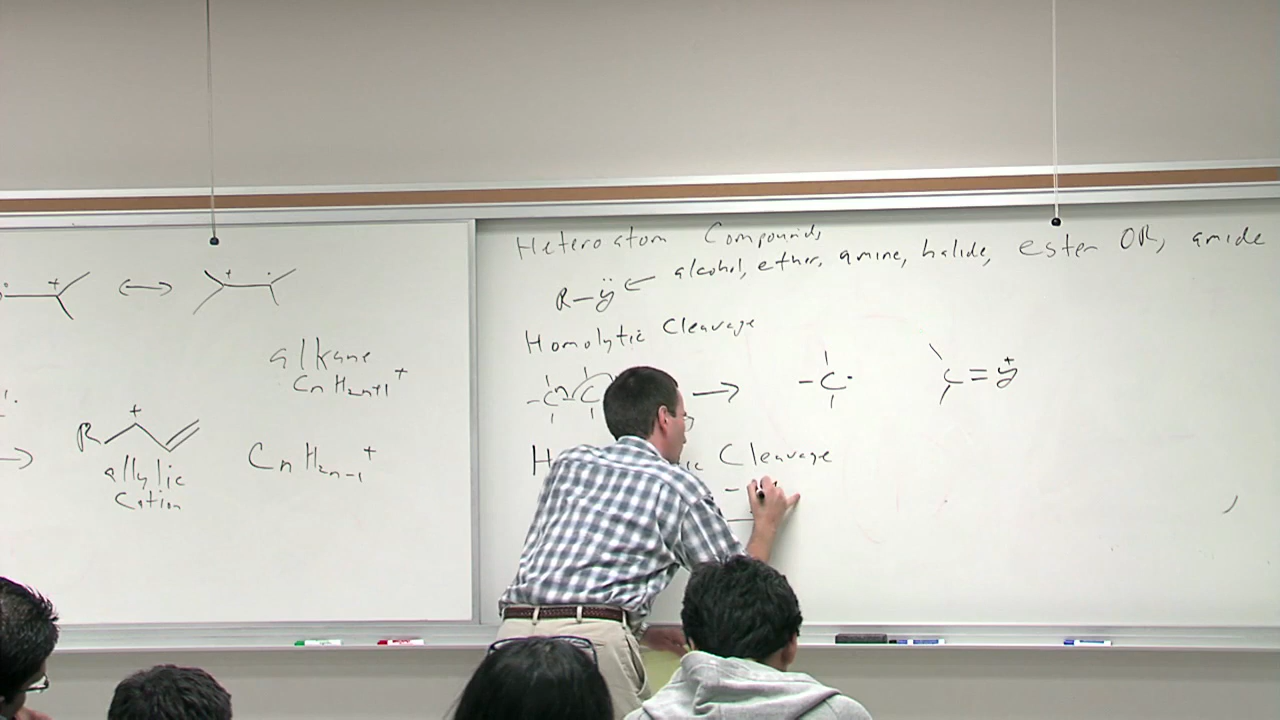 alkane
CnH2n+1+
R
+
allylic
Cation
CnH2n-1+
Heteroatom Compounds
R-ÿ ← alcohol, ether, amine, halide, ester OR, amide
Homolytic Cleavage
-C C → -C· C=y+
Cleavage